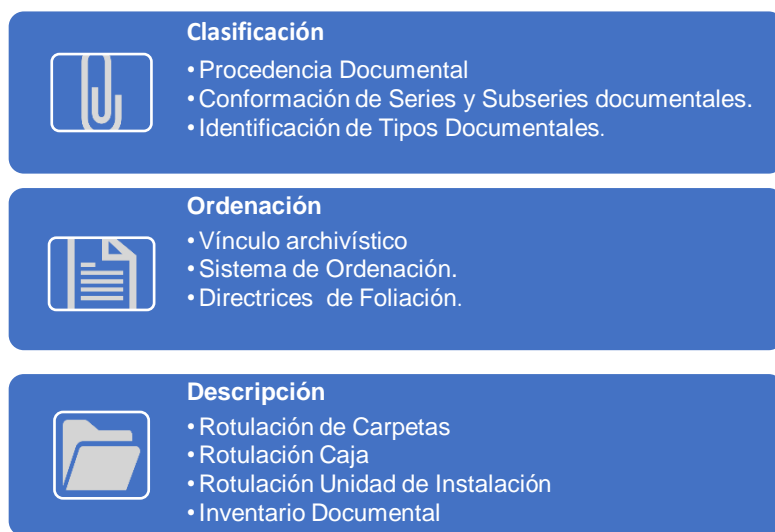 Clasificación
• Procedencia Documental
• Conformación de Series y Subseries documentales.
• Identificación de Tipos Documentales.
Ordenación
• Vínculo archivístico
• Sistema de Ordenación.
• Directrices de Foliación.
Descripción
• Rotulación de Carpetas
• Rotulación Caja
• Rotulación Unidad de Instalación
• Inventario Documental